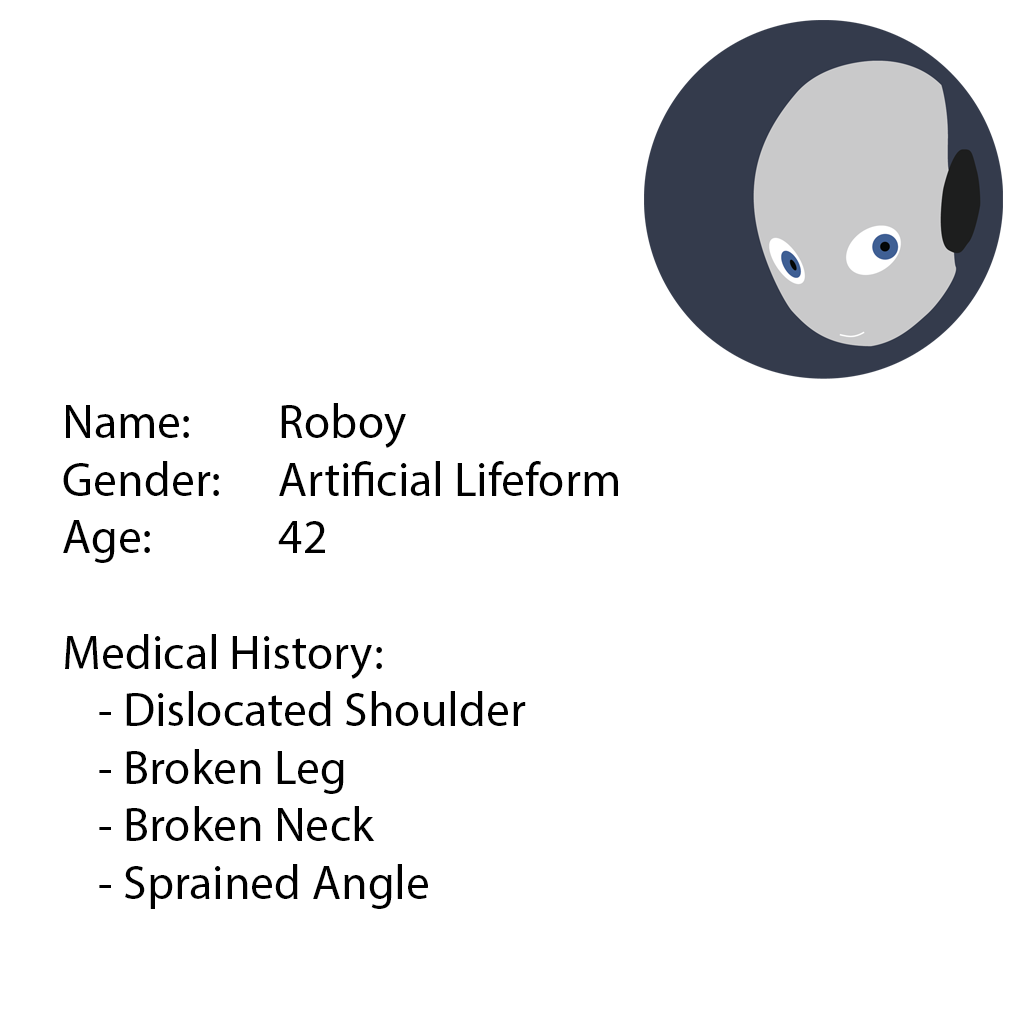 Name: Roboy
Gender: Artificial Lifeform
Age: 42
Medical History:
- Dislocated Shoulder
- Broken Leg
- Broken Neck
- Sprained Angle